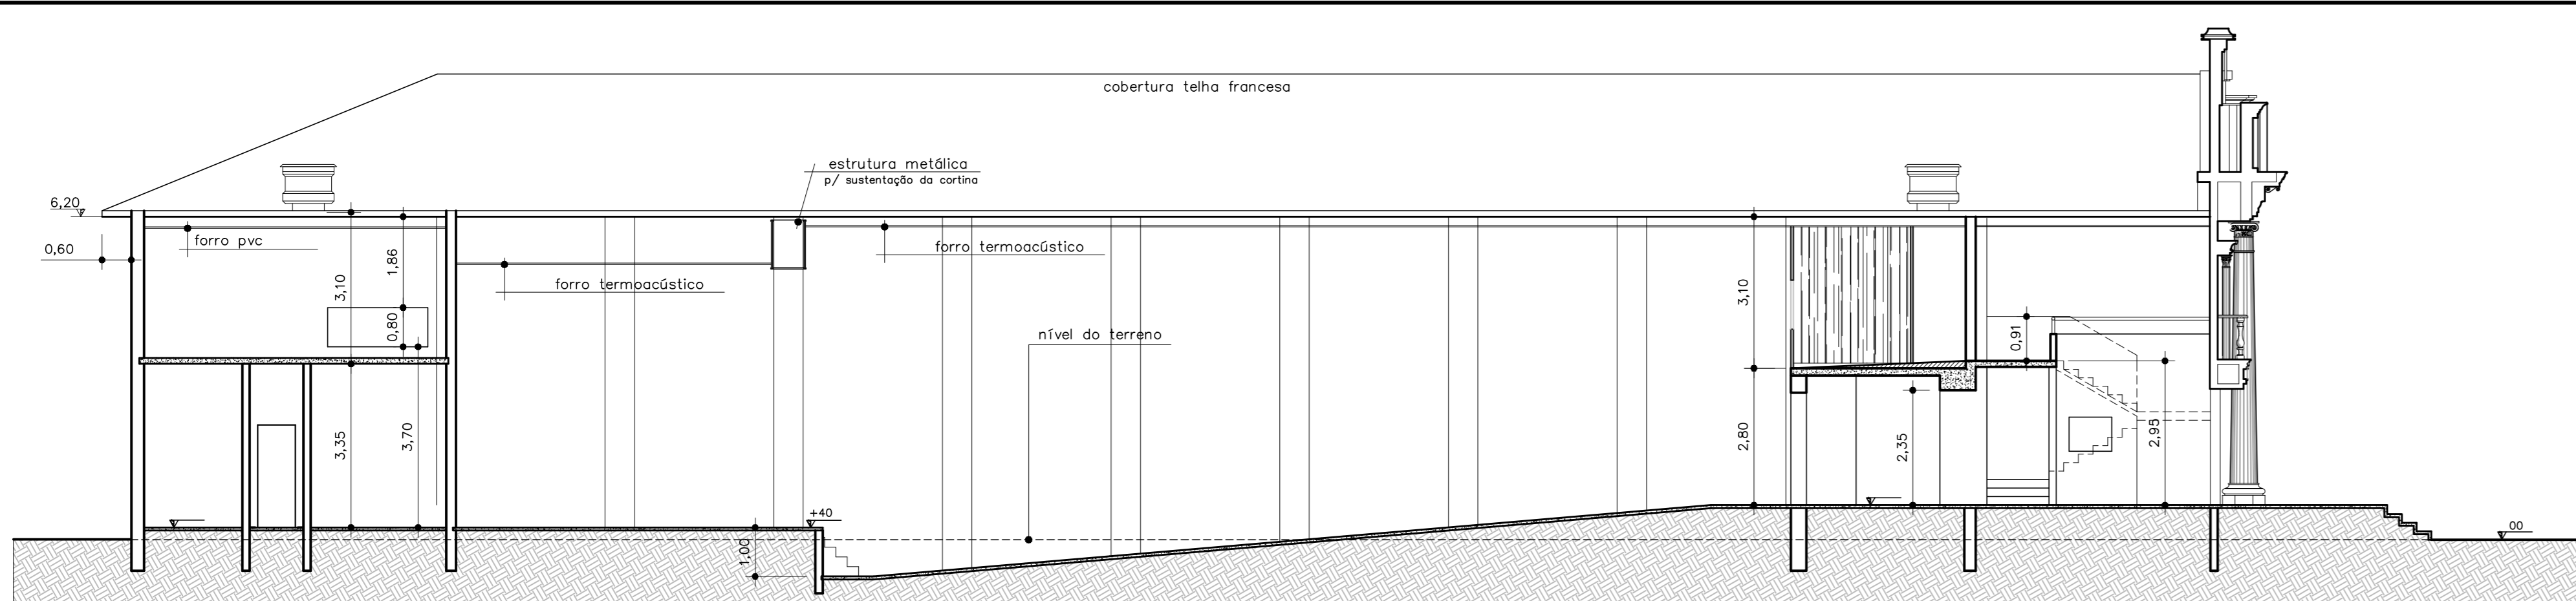 cobertura telha francesa
estrutura metálica
p/ sustentação da cortina
6,20
0,60
forro pvc
forro termoacústico
forro termoacústico
3,10
1,86
0,80
3,35
3,70
nível do terreno
3,10
2,80
2,35
0,91
2,95
+40
1,00
00